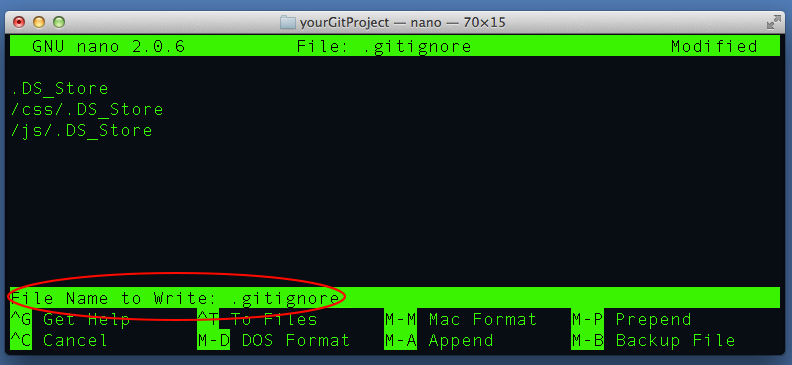 yourGitProject — nano — 70×15
GNU nano 2.0.6 File: .gitignore Modified
.DS_Store
/css/.DS_Store
/js/.DS_Store
File Name to Write: .gitignore
^G Get Help ^T To Files M-M Mac Format M-P Prepend
^C Cancel M-D DOS Format M-A Append M-B Backup File